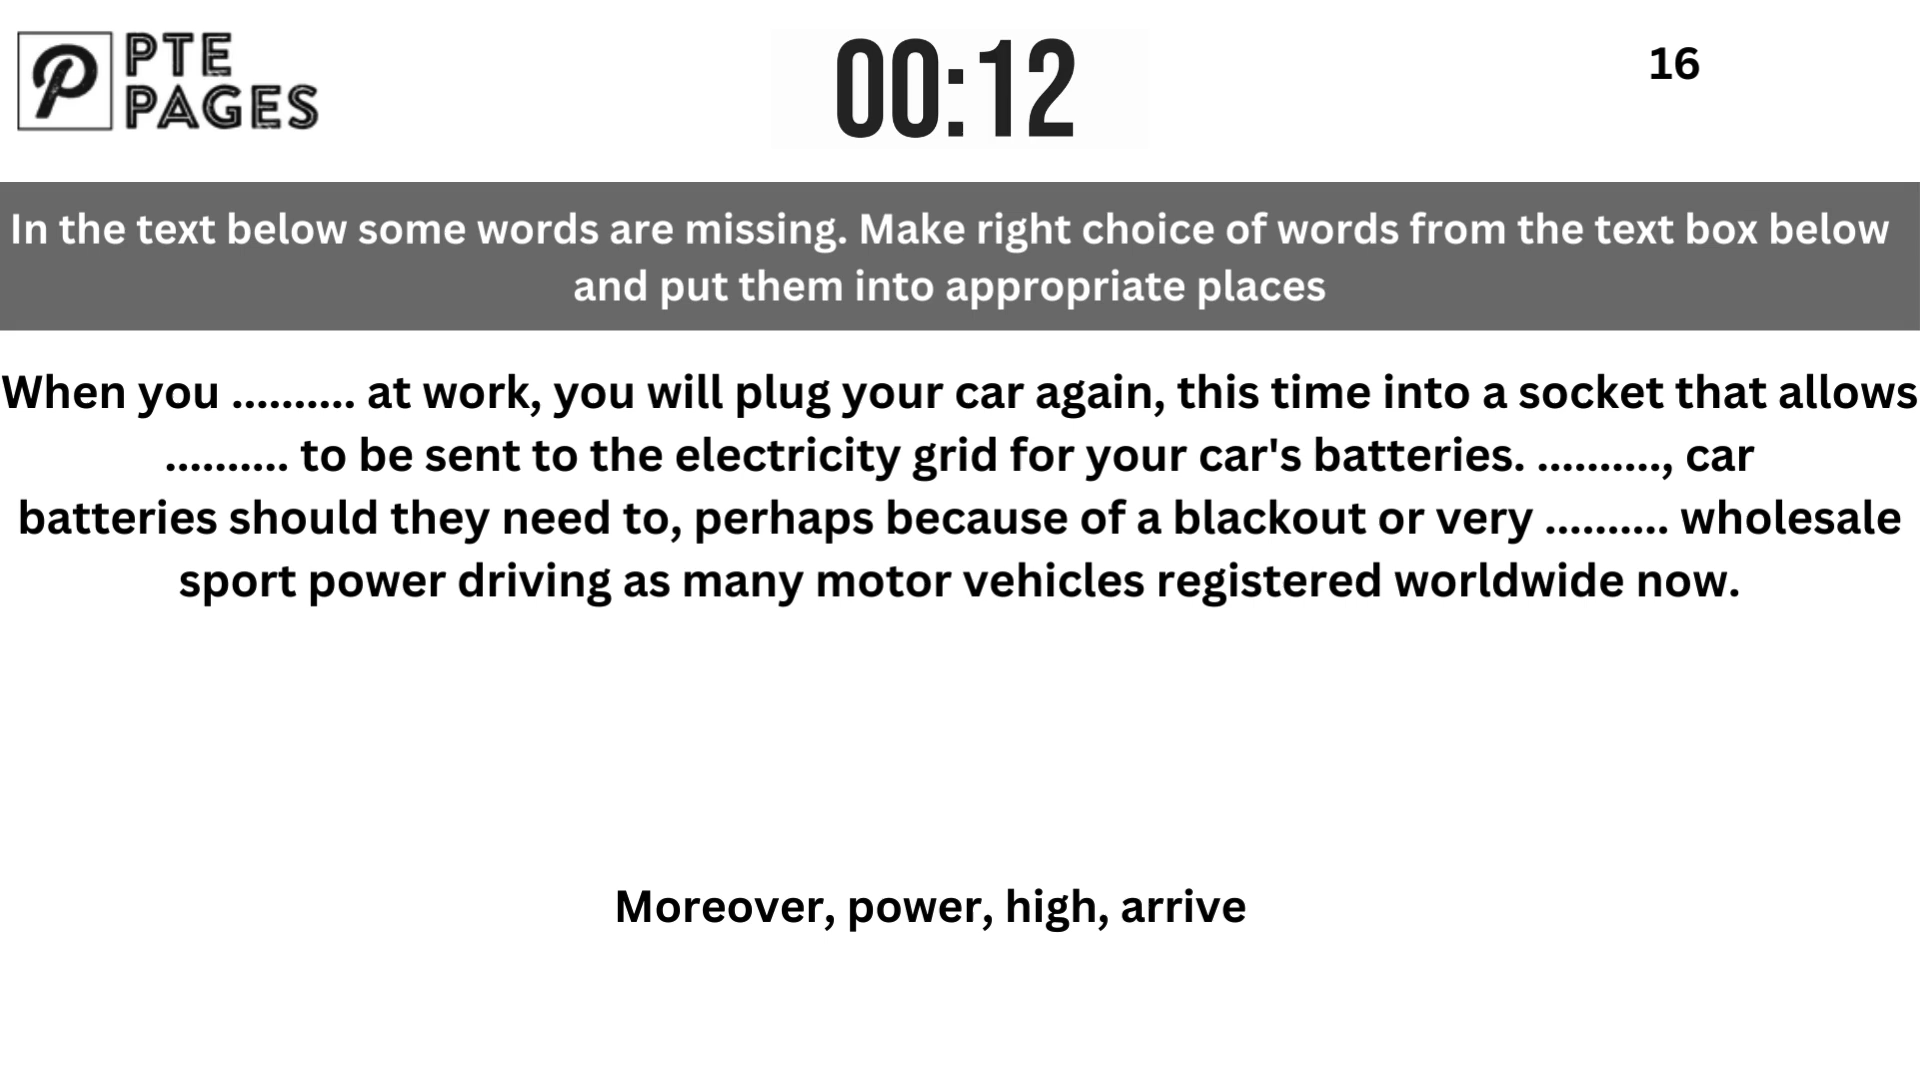 PTE
PAGES
00:12
16
In the text below some words are missing. Make right choice of words from the text box below
and put them into appropriate places
When you .......... at work, you will plug your car again, this time into a socket that allows
.......... to be sent to the electricity grid for your car's batteries. .........., car
batteries should they need to, perhaps because of a blackout or very .......... wholesale
sport power driving as many motor vehicles registered worldwide now.
Moreover, power, high, arrive